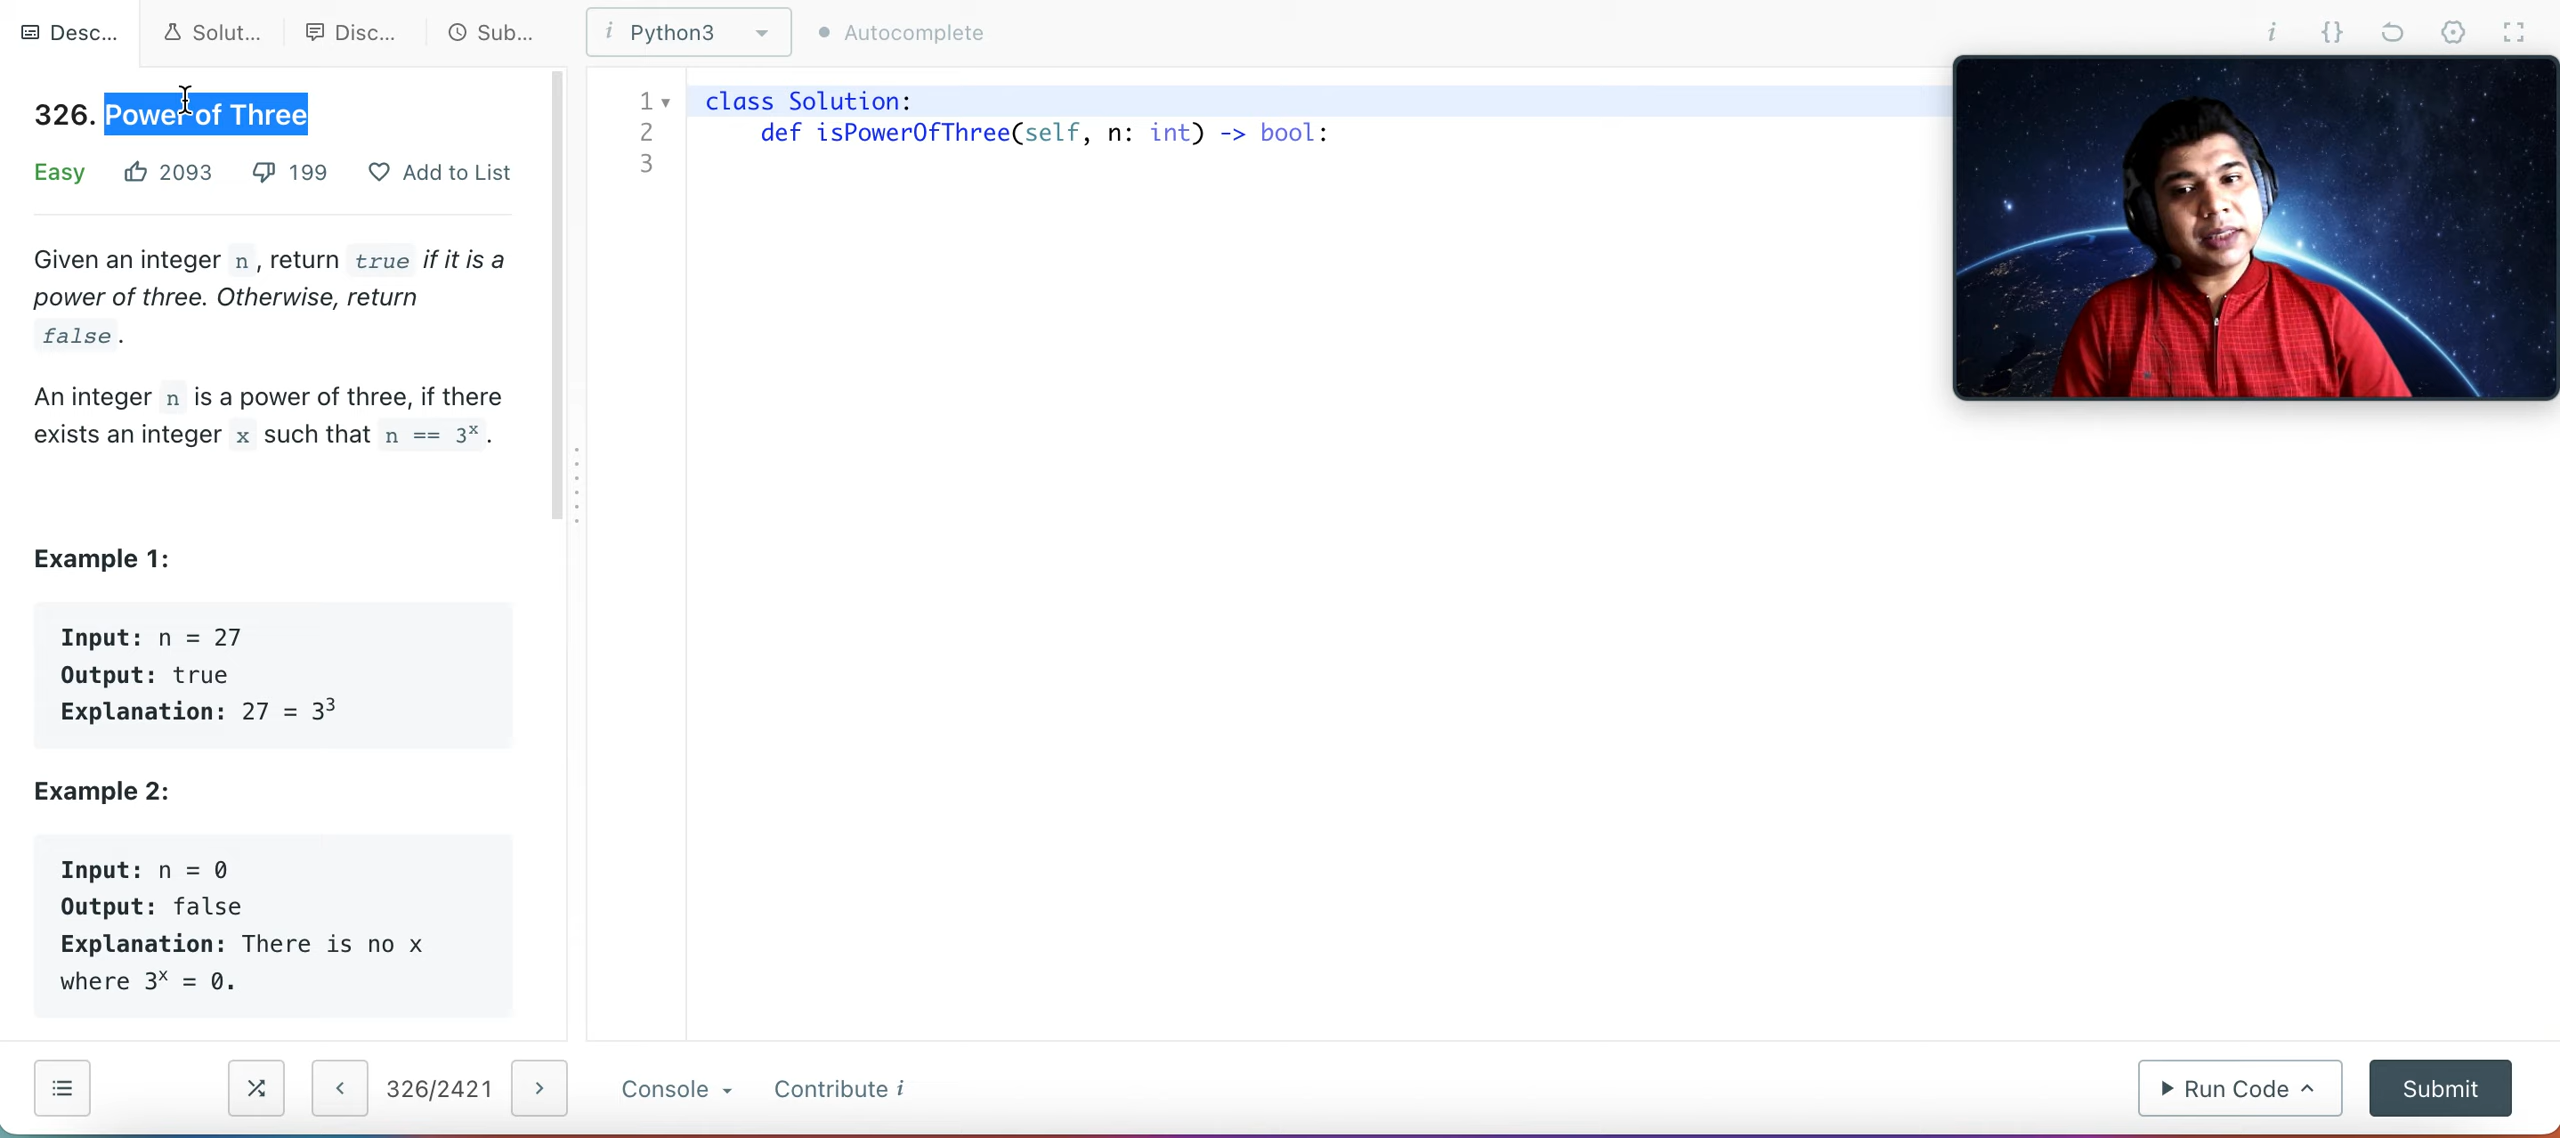 Desc...
Solut...
Disc...
Sub...
i Python3
Autocomplete
i {}
326. Power of Three
Easy 2093 199 Add to List
Given an integer n, return true if it is a
power of three. Otherwise, return
false.
An integer n is a power of three, if there
exists an integer x such that n == 3ˣ.
Example 1:
Input: n = 27
Output: true
Explanation: 27 = 3³
Example 2:
Input: n = 0
Output: false
Explanation: There is no x
where 3ˣ = 0.
1 class Solution:
2 def isPowerOfThree(self, n: int) -> bool:
3
326/2421
Console
Contribute i
Run Code
Submit